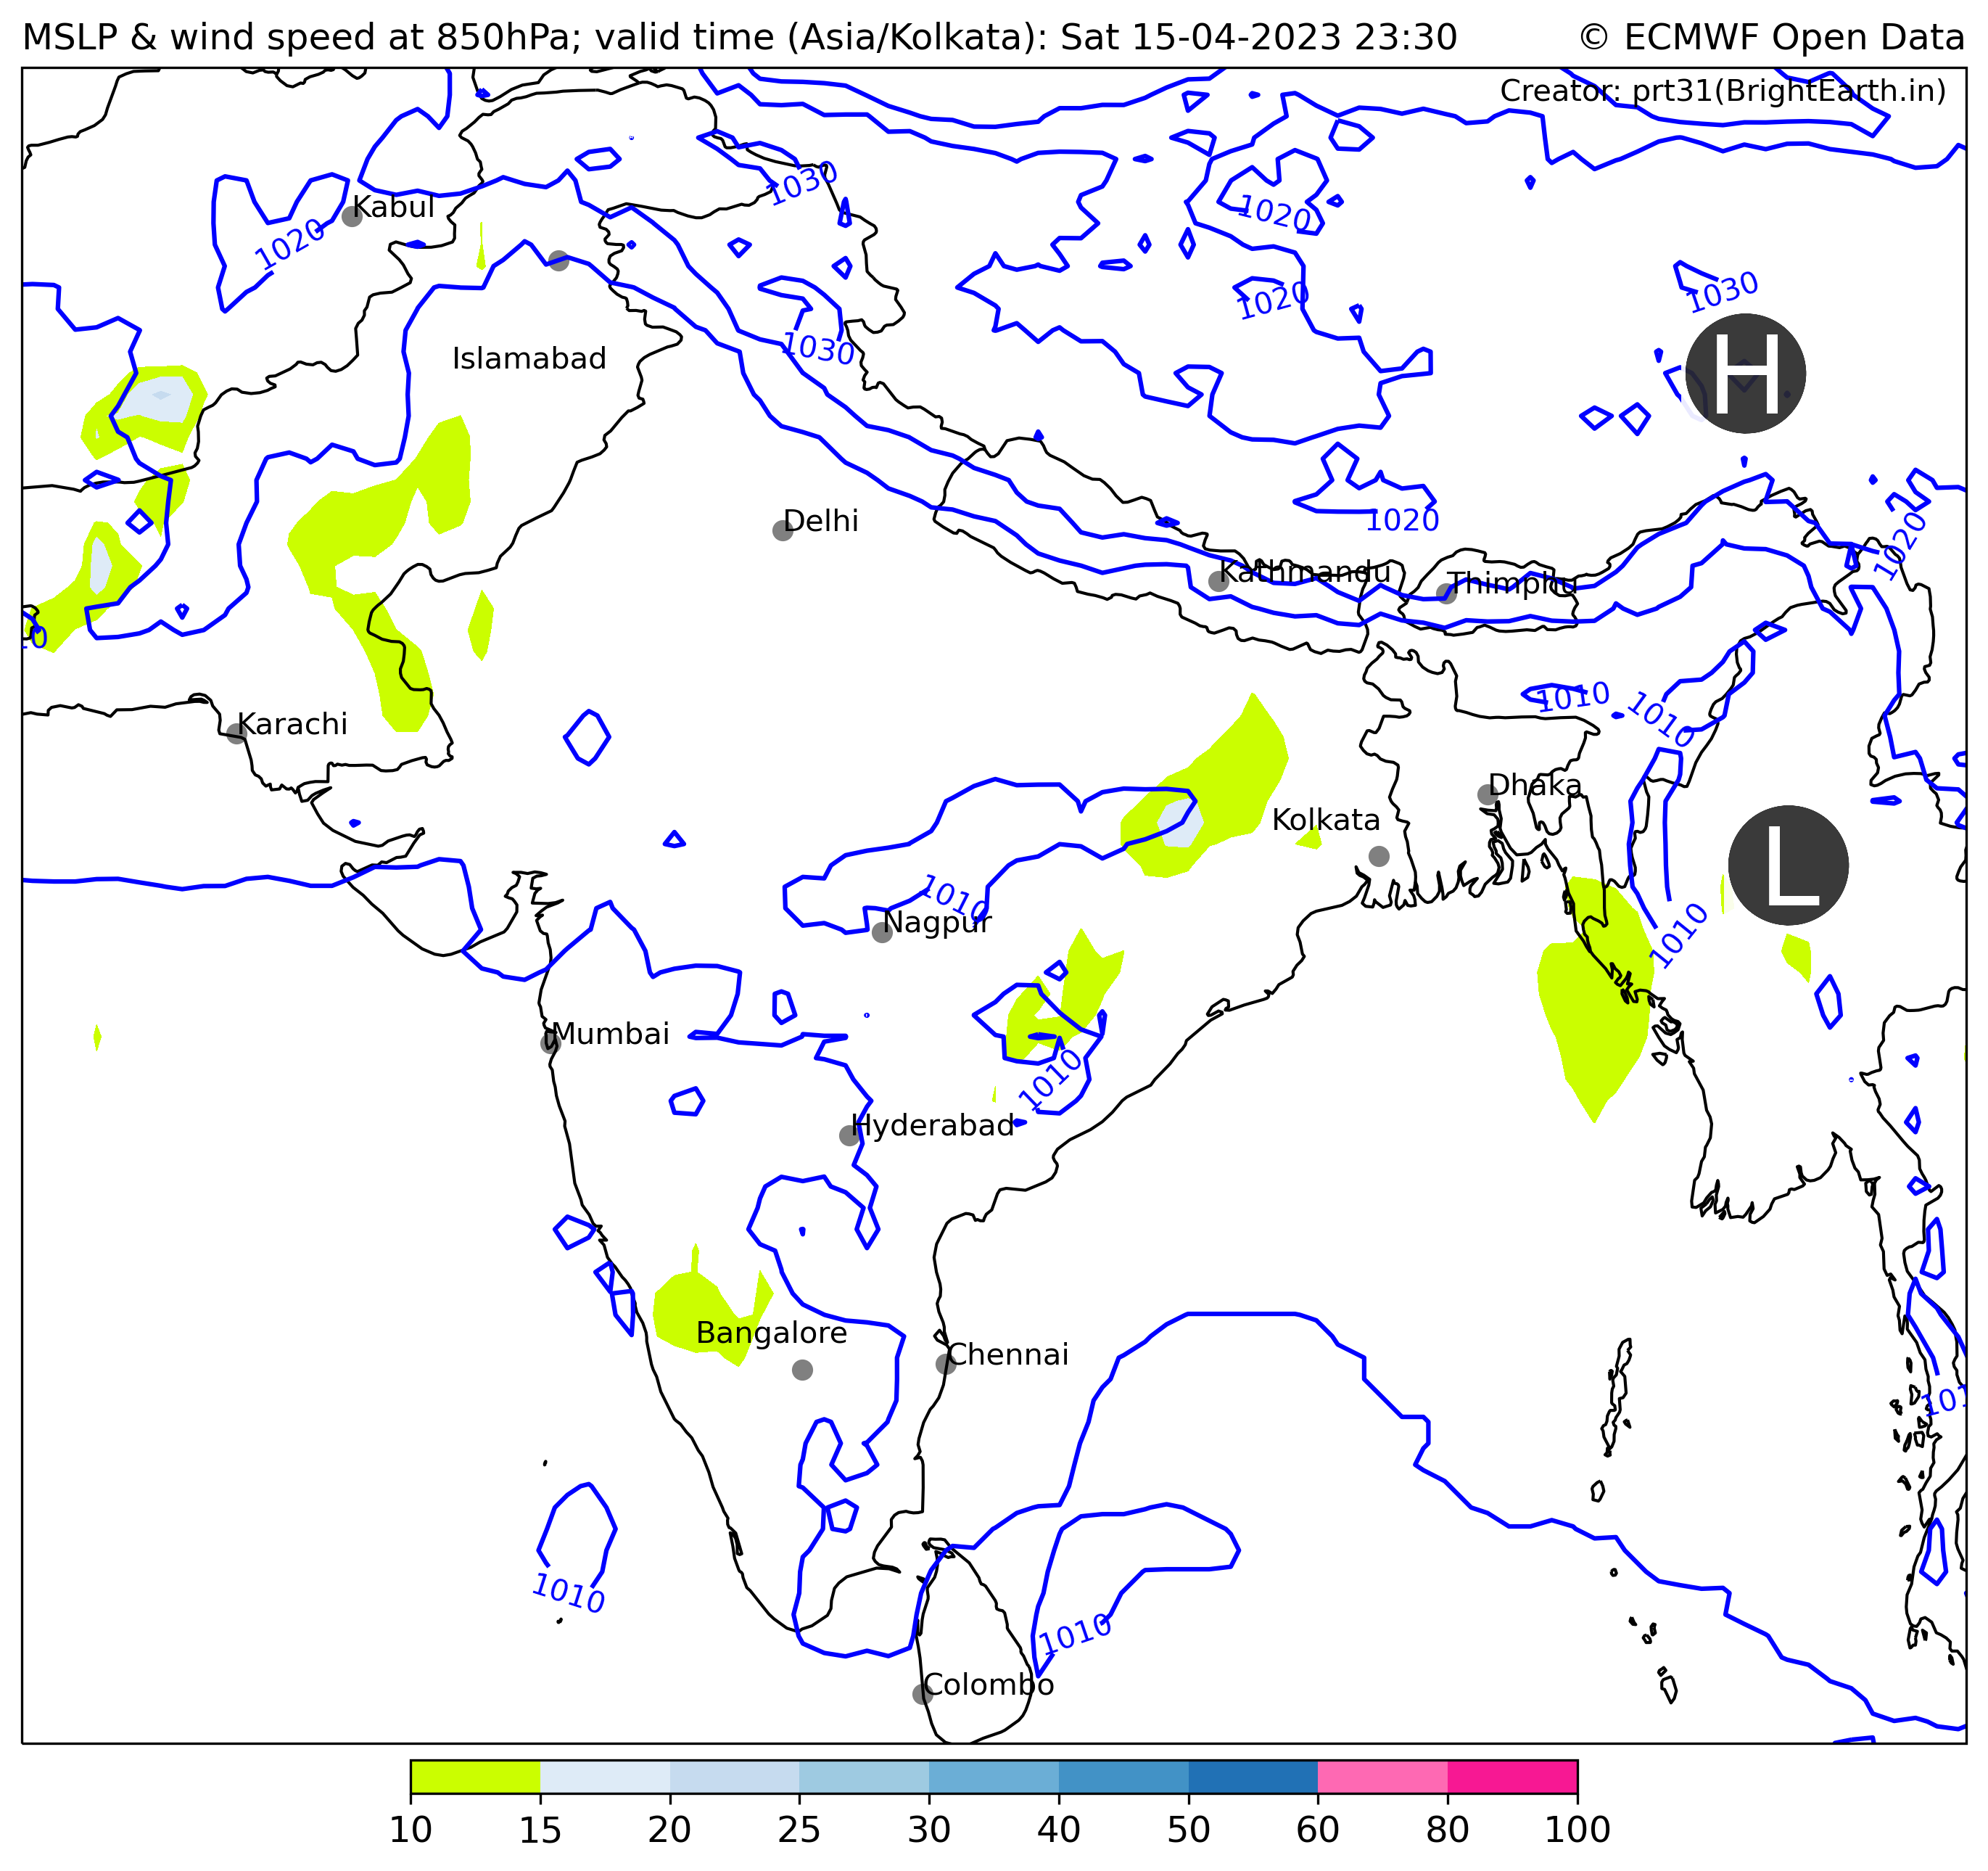 MSLP & wind speed at 850hPa; valid time (Asia/Kolkata): Sat 15-04-2023 23:30
© ECMWF Open Data
Creator: prt31(BrightEarth.in)
1030
Kabul
1020
1020
1020
1030
1030
H
Islamabad
Delhi
1020
1020
Kathmandu
Thimphu
10
1010
1010
Karachi
Dhaka
Kolkata
L
1010
Nagpur
1010
Mumbai
1010
Hyderabad
Bangalore
Chennai
101
1010
1010
Colombo
10 15 20 25 30 40 50 60 80 100